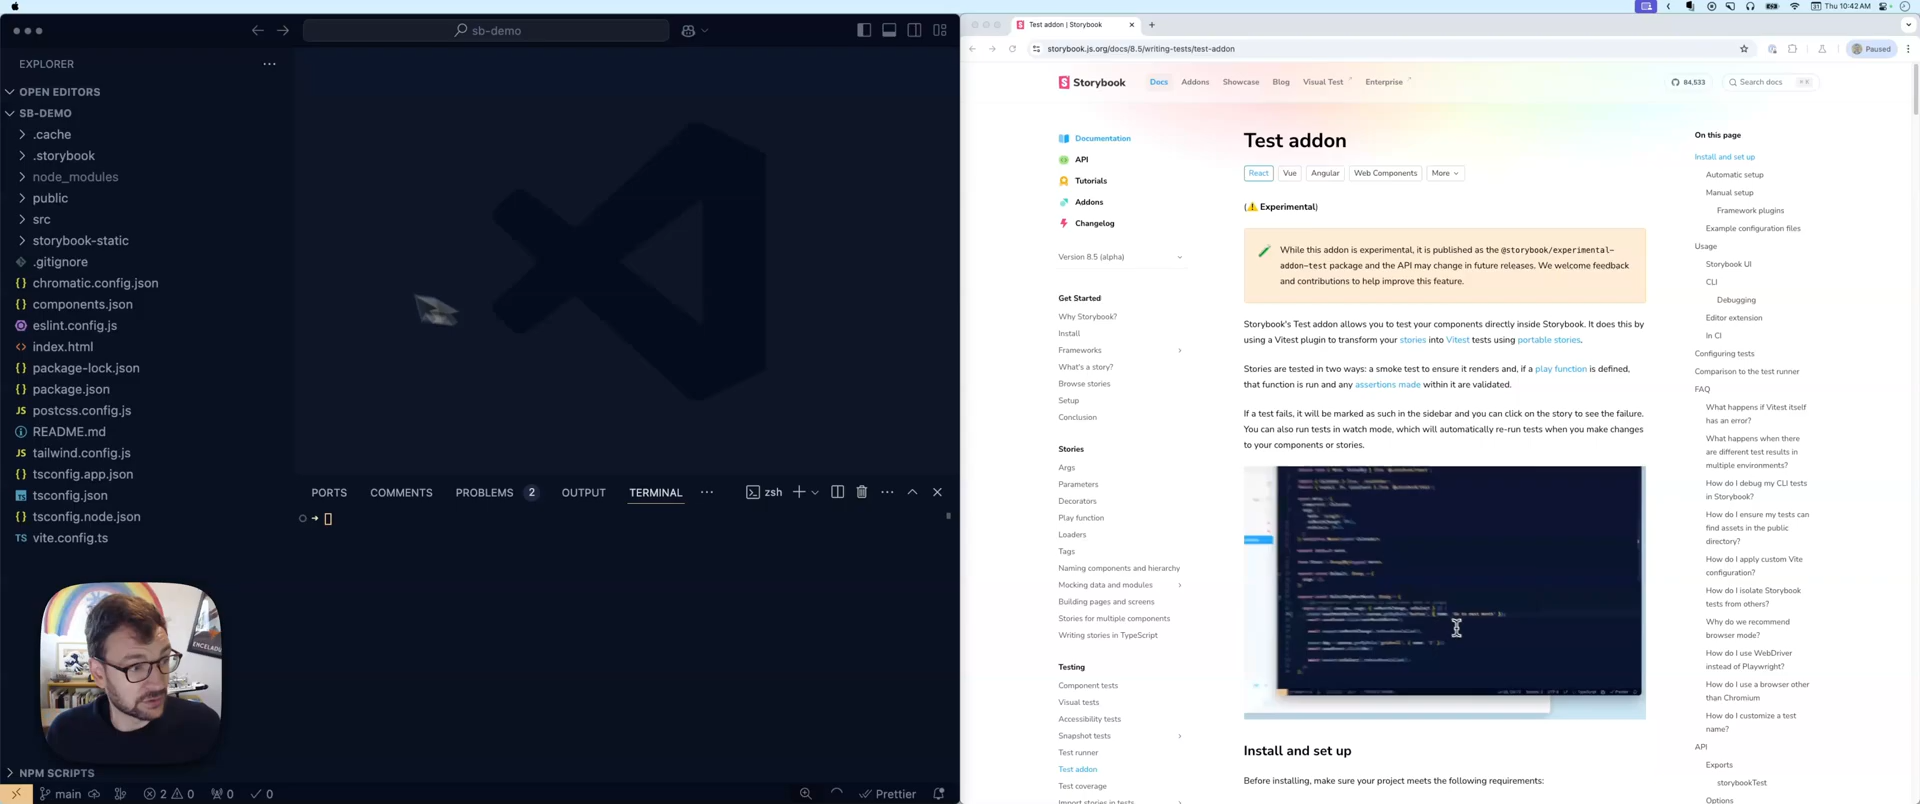 Thu 10:42 AM
sb-demo
EXPLORER
OPEN EDITORS
SB-DEMO
.cache
.storybook
node_modules
public
src
storybook-static
.gitignore
chromatic.config.json
components.json
eslint.config.js
index.html
package-lock.json
package.json
postcss.config.js
README.md
tailwind.config.js
tsconfig.app.json
tsconfig.json
tsconfig.node.json
vite.config.ts
PORTS COMMENTS PROBLEMS 2 OUTPUT TERMINAL zsh
NPM SCRIPTS
main 2 0 0 0 Prettier
Test addon | Storybook
storybook.js.org/docs/8.5/writing-tests/test-addon
Paused
Storybook Docs Addons Showcase Blog Visual Test Enterprise 84,533 Search docs
Documentation
API
Tutorials
Addons
Changelog
Version 8.5 (alpha)
Get Started
Why Storybook?
Install
Frameworks
What's a story?
Browse stories
Setup
Conclusion
Stories
Args
Parameters
Decorators
Play function
Loaders
Tags
Naming components and hierarchy
Mocking data and modules
Building pages and screens
Stories for multiple components
Writing stories in TypeScript
Testing
Component tests
Visual tests
Accessibility tests
Snapshot tests
Test runner
Test addon
Test coverage
Import stories in tests
Test addon
React Vue Angular Web Components More
(⚠️ Experimental)
While this addon is experimental, it is published as the @storybook/experimental-
addon-test package and the API may change in future releases. We welcome feedback
and contributions to help improve this feature.
Storybook's Test addon allows you to test your components directly inside Storybook. It does this by
using a Vitest plugin to transform your stories into Vitest tests using portable stories.
Stories are tested in two ways: a smoke test to ensure it renders and, if a play function is defined,
that function is run and any assertions made within it are validated.
If a test fails, it will be marked as such in the sidebar and you can click on the story to see the failure.
You can also run tests in watch mode, which will automatically re-run tests when you make changes
to your components or stories.
Install and set up
Before installing, make sure your project meets the following requirements:
On this page
Install and set up
Automatic setup
Manual setup
Framework plugins
Example configuration files
Usage
Storybook UI
CLI
Debugging
Editor extension
In CI
Configuring tests
Comparison to the test runner
FAQ
What happens if Vitest itself
has an error?
What happens when there
are different test results in
multiple environments?
How do I debug my CLI tests
in Storybook?
How do I ensure my tests can
find assets in the public
directory?
How do I apply custom Vite
configuration?
How do I isolate Storybook
tests from others?
Why do we recommend
browser mode?
How do I use WebDriver
instead of Playwright?
How do I use a browser other
than Chromium
How do I customize a test
name?
API
Exports
storybookTest
Options